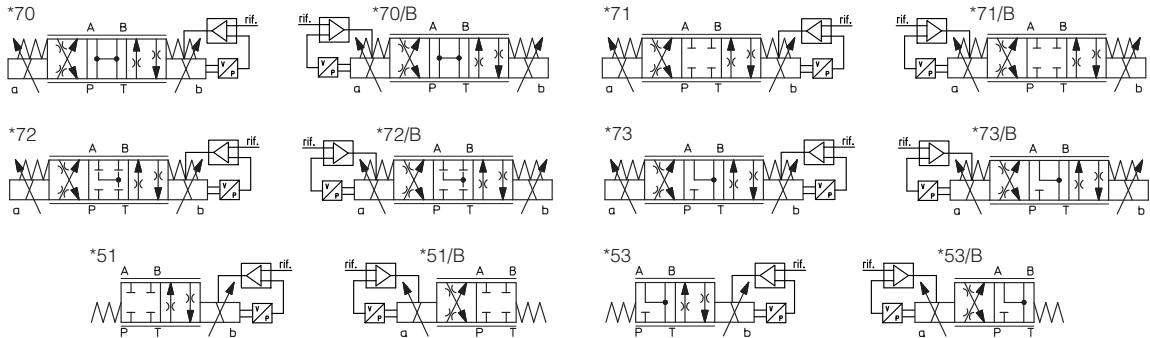 *70
A B
rif.
V P
a
P T
b
*70/B
rif.
A B
V P
a
P T
b
*71
A B
rif.
V P
a
P T
b
*71/B
rif.
A B
V P
a
P T
b
*72
A B
rif.
V P
a
P T
b
*72/B
rif.
A B
V P
a
P T
b
*73
A B
rif.
V P
a
P T
b
*73/B
rif.
A B
V P
a
P T
b
*51
A B
rif.
V P
P T
b
*51/B
rif.
A B
V P
a
P T
*53
A B
rif.
V P
P T
b
*53/B
rif.
A B
V P
a
P T